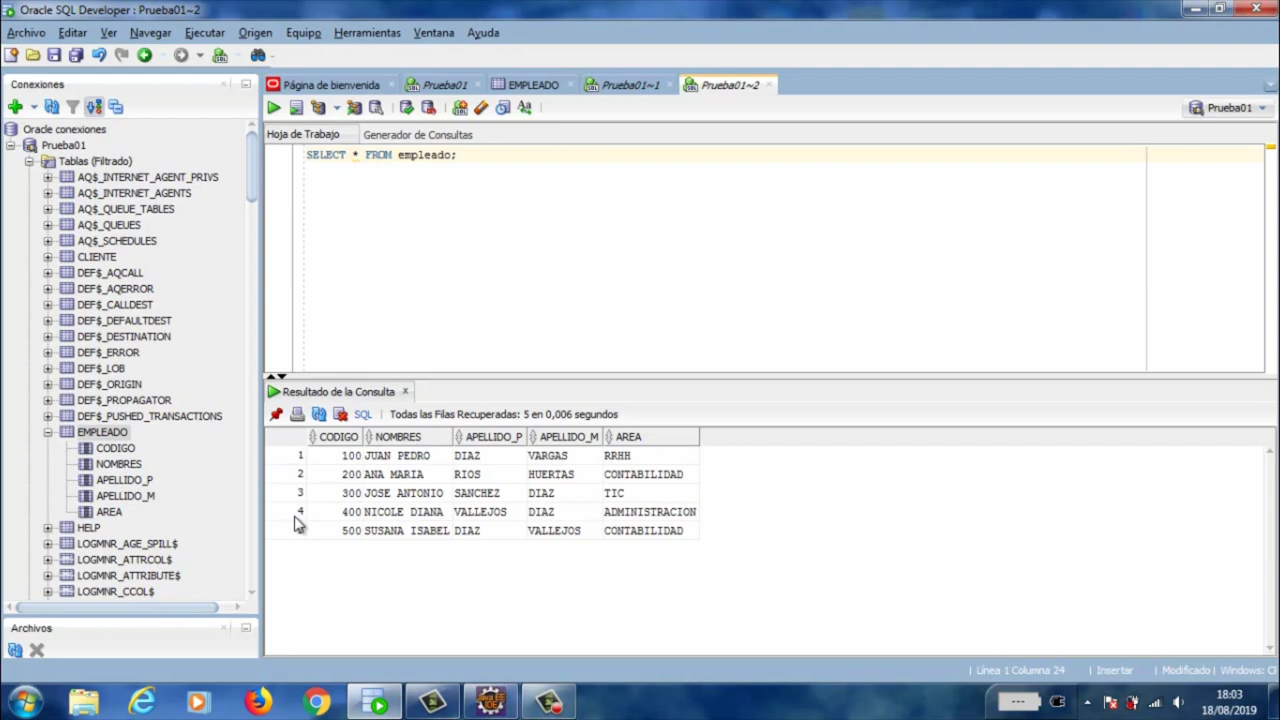 Oracle SQL Developer : Prueba01~2
Archivo Editar Ver Navegar Ejecutar Origen Equipo Herramientas Ventana Ayuda
Conexiones
Página de bienvenida Prueba01 EMPLEADO Prueba01~1 Prueba01~2
Prueba01
Hoja de Trabajo Generador de Consultas
SELECT * FROM empleado;
Oracle conexiones
Prueba01
Tablas (Filtrado)
AQ$_INTERNET_AGENT_PRIVS
AQ$_INTERNET_AGENTS
AQ$_QUEUE_TABLES
AQ$_QUEUES
AQ$_SCHEDULES
CLIENTE
DEF$_AQCALL
DEF$_AQERROR
DEF$_CALLDEST
DEF$_DEFAULTDEST
DEF$_DESTINATION
DEF$_ERROR
DEF$_LOB
DEF$_ORIGIN
DEF$_PROPAGATOR
DEF$_PUSHED_TRANSACTIONS
EMPLEADO
CODIGO
NOMBRES
APELLIDO_P
APELLIDO_M
AREA
HELP
LOGMNR_AGE_SPILL$
LOGMNR_ATTRCOL$
LOGMNR_ATTRIBUTE$
LOGMNR_CCOL$
Archivos
Resultado de la Consulta
SQL | Todas las Filas Recuperadas: 5 en 0,006 segundos
CODIGO NOMBRES APELLIDO_P APELLIDO_M AREA
1 100 JUAN PEDRO DIAZ VARGAS RRHH
2 200 ANA MARIA RIOS HUERTAS CONTABILIDAD
3 300 JOSE ANTONIO SANCHEZ DIAZ TIC
4 400 NICOLE DIANA VALLEJOS DIAZ ADMINISTRACION
500 SUSANA ISABEL DIAZ VALLEJOS CONTABILIDAD
| Línea 1 Columna 24 | Insertar | Modificado | Windows: CF
Java EE
IDE
18:03
18/08/2019